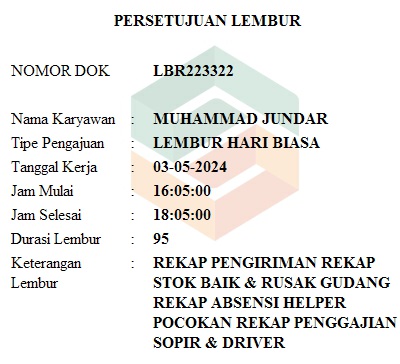 PERSETUJUAN LEMBUR
NOMOR DOK LBR223322
Nama Karyawan : MUHAMMAD JUNDAR
Tipe Pengajuan : LEMBUR HARI BIASA
Tanggal Kerja : 03-05-2024
Jam Mulai : 16:05:00
Jam Selesai : 18:05:00
Durasi Lembur : 95
Keterangan : REKAP PENGIRIMAN REKAP
Lembur STOK BAIK & RUSAK GUDANG
REKAP ABSENSI HELPER
POCOKAN REKAP PENGGAJIAN
SOPIR & DRIVER